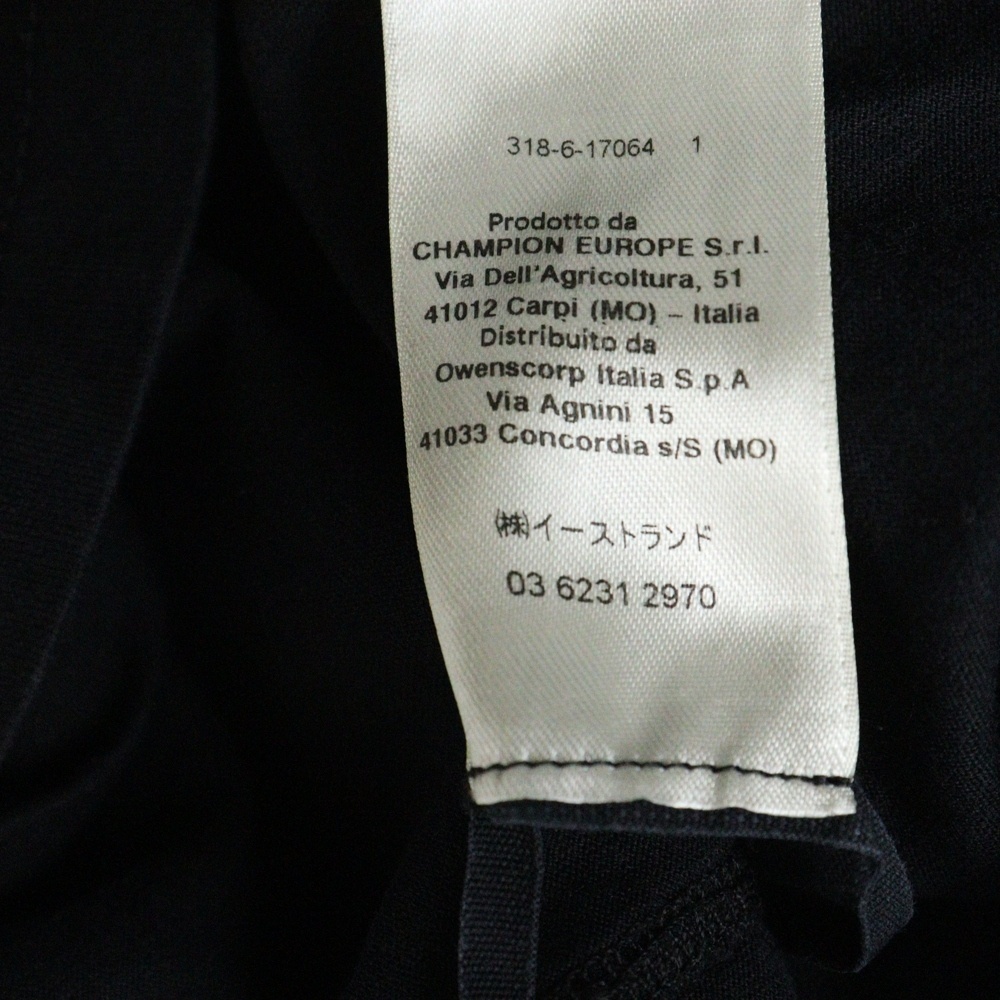 318-6-17064 1
Prodotto da
CHAMPION EUROPE S.r.l.
Via Dell'Agricoltura, 51
41012 Carpi (MO) – Italia
Distribuito da
Owenscorp Italia S.p.A
Via Agnini 15
41033 Concordia s/S (MO)
㈱イーストランド
03 6231 2970